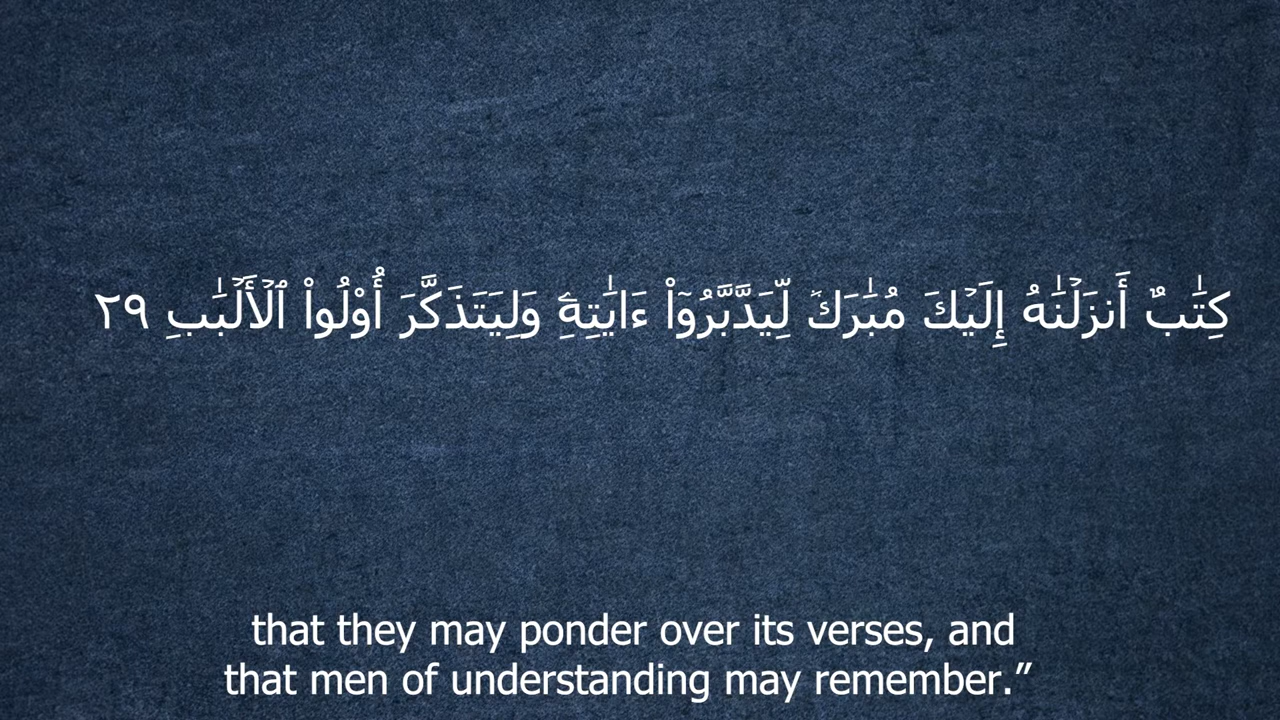 كِتَٰبٌ أَنزَلۡنَٰهُ إِلَيۡكَ مُبَٰرَكٞ لِّيَدَّبَّرُوٓاْ ءَايَٰتِهِۦ وَلِيَتَذَكَّرَ أُوْلُواْ ٱلۡأَلۡبَٰبِ ٢٩
that they may ponder over its verses, and
that men of understanding may remember.”